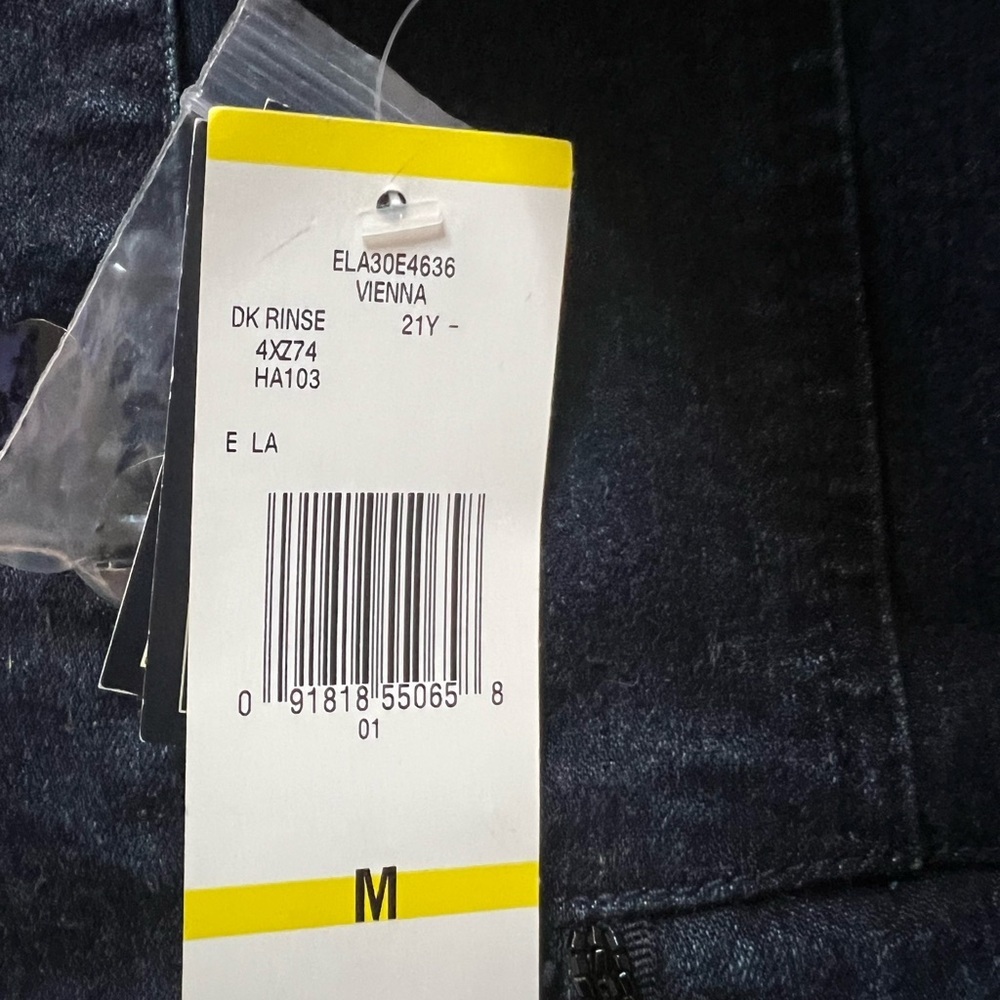 ELA30E4636
VIENNA
DK RINSE 21Y -
4XZ74
HA103
E LA
0 91818 55065 8
01
M